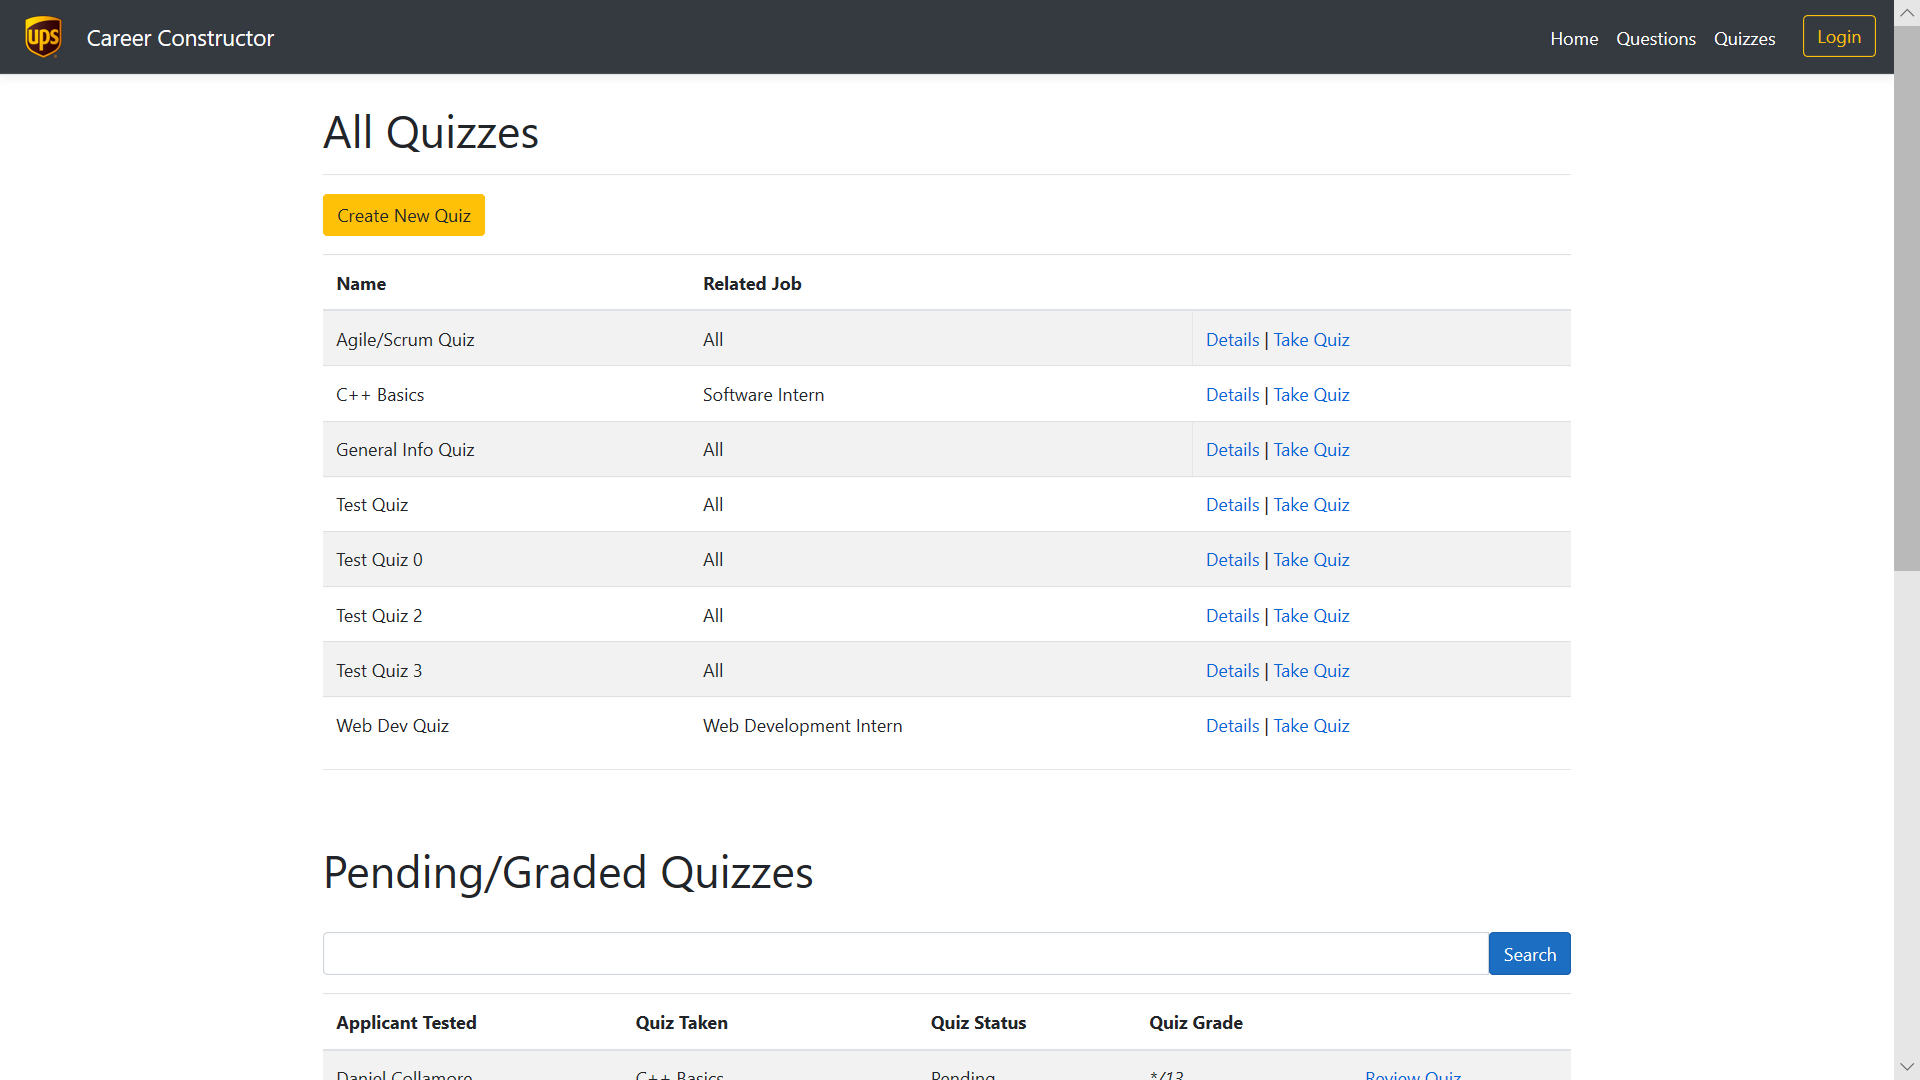 ups Career Constructor Home Questions Quizzes Login
All Quizzes
Create New Quiz
Name Related Job
Agile/Scrum Quiz All Details | Take Quiz
C++ Basics Software Intern Details | Take Quiz
General Info Quiz All Details | Take Quiz
Test Quiz All Details | Take Quiz
Test Quiz 0 All Details | Take Quiz
Test Quiz 2 All Details | Take Quiz
Test Quiz 3 All Details | Take Quiz
Web Dev Quiz Web Development Intern Details | Take Quiz
Pending/Graded Quizzes
Search
Applicant Tested Quiz Taken Quiz Status Quiz Grade
Daniel Collamore C++ Basics Pending */13 Review Quiz